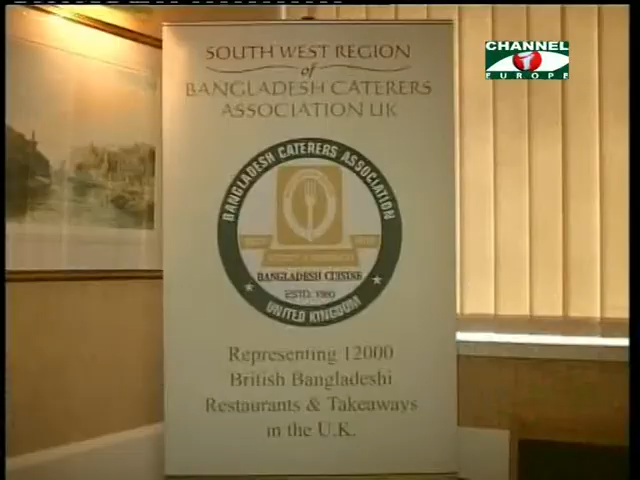 SOUTH WEST REGION
of
BANGLADESH CATERERS
ASSOCIATION UK
CHANNEL
1
EUROPE
BANGLADESH CATERERS ASSOCIATION
BANGLADESH CUISINE
ESTD. 1960
UNITED KINGDOM
Representing 12000
British Bangladeshi
Restaurants & Takeaways
in the U.K.